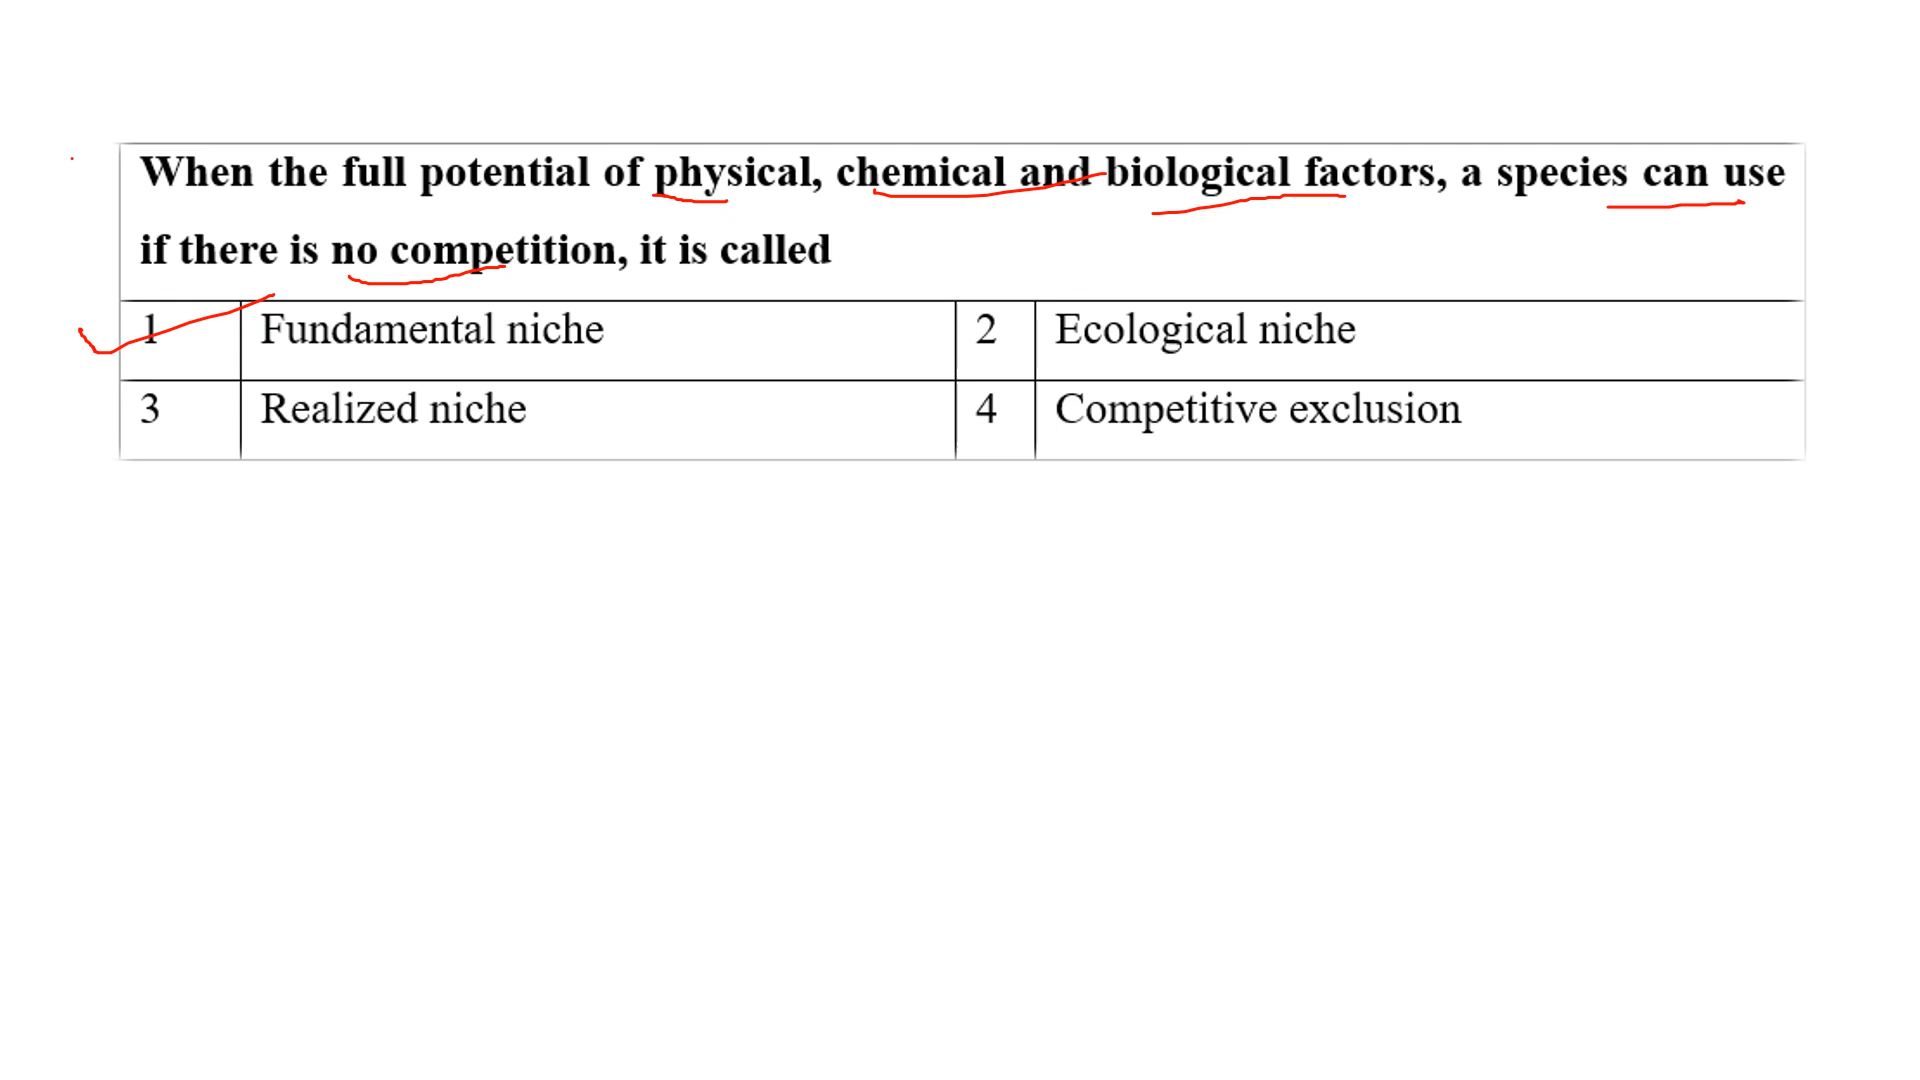 When the full potential of physical, chemical and biological factors, a species can use
if there is no competition, it is called
1 Fundamental niche 2 Ecological niche
3 Realized niche 4 Competitive exclusion